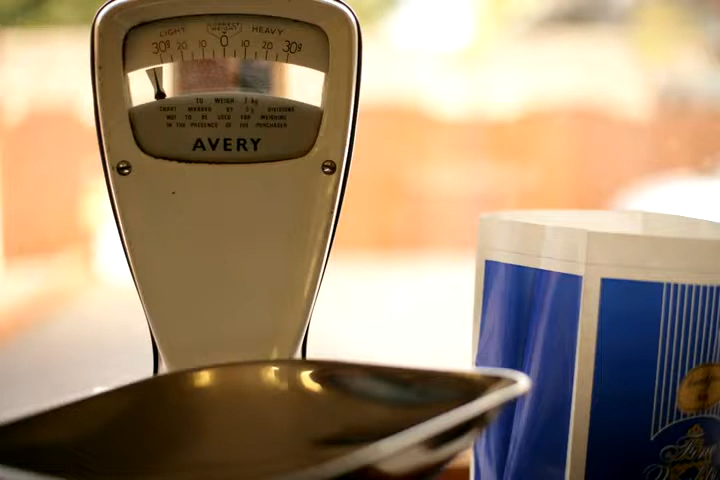 LIGHT CORRECT WEIGHT HEAVY
30g 20 10 0 10 20 30g
TO WEIGH 1 kg
CHART MARKED BY 5g DIVISIONS
NOT TO BE USED FOR WEIGHING
IN THE PRESENCE OF THE PURCHASER
AVERY